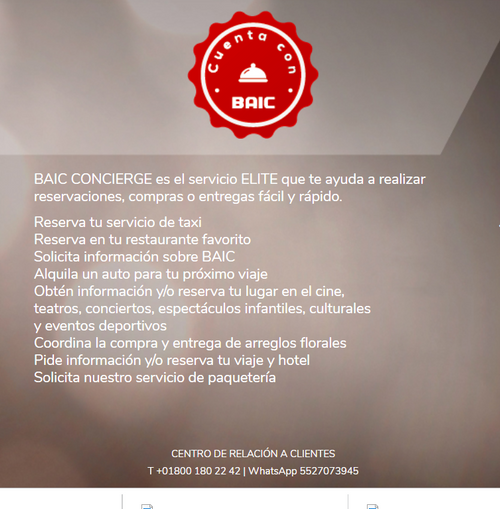 Cuenta con
BAIC
BAIC CONCIERGE es el servicio ELITE que te ayuda a realizar
reservaciones, compras o entregas fácil y rápido.
Reserva tu servicio de taxi
Reserva en tu restaurante favorito
Solicita información sobre BAIC
Alquila un auto para tu próximo viaje
Obtén información y/o reserva tu lugar en el cine,
teatros, conciertos, espectáculos infantiles, culturales
y eventos deportivos
Coordina la compra y entrega de arreglos florales
Pide información y/o reserva tu viaje y hotel
Solicita nuestro servicio de paquetería
CENTRO DE RELACIÓN A CLIENTES
T +01800 180 22 42 | WhatsApp 5527073945